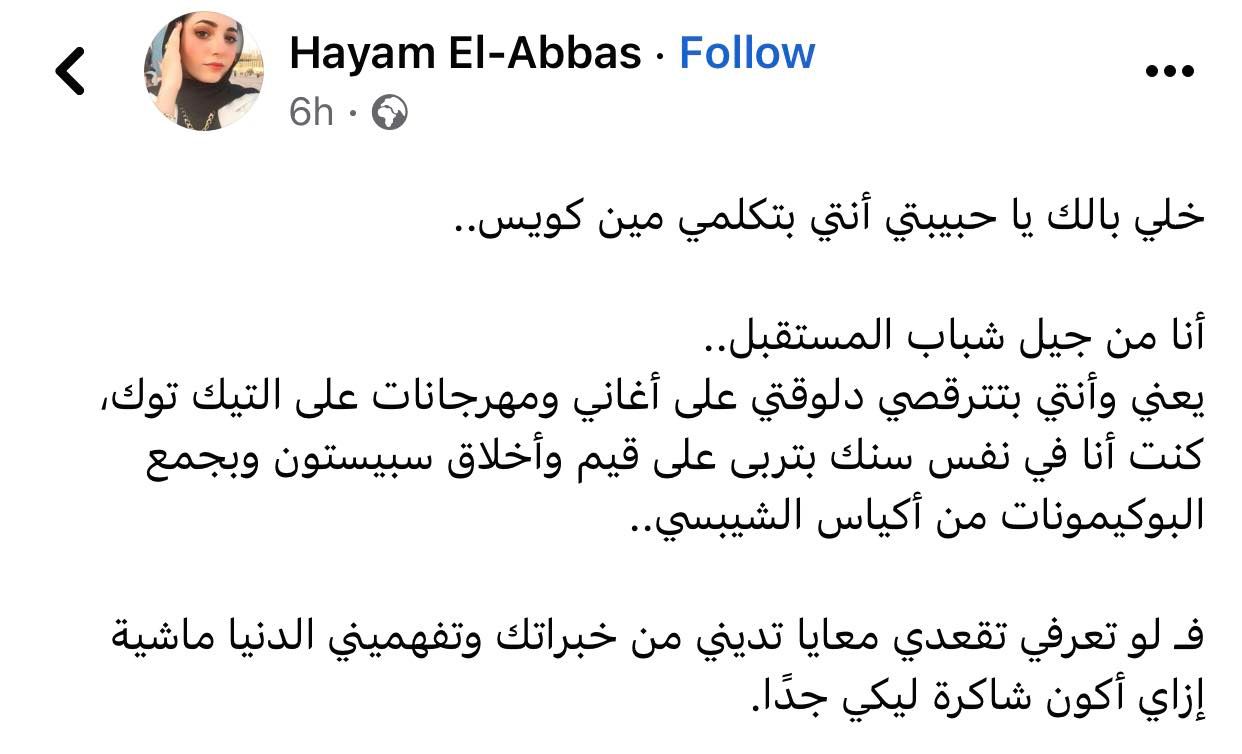 Hayam El-Abbas · Follow
6h ·
خلي بالك يا حبيبتي أنتي بتكلمي مين كويس..
أنا من جيل شباب المستقبل..
يعني وأنتي بتترقصي دلوقتي على أغاني ومهرجانات على التيك توك،
كنت أنا في نفس سنك بتربى على قيم وأخلاق سبيستون وبجمع
البوكيمونات من أكياس الشيبسي..
فـ لو تعرفي تقعدي معايا تديني من خبراتك وتفهميني الدنيا ماشية
إزاي أكون شاكرة ليكي جدًا.